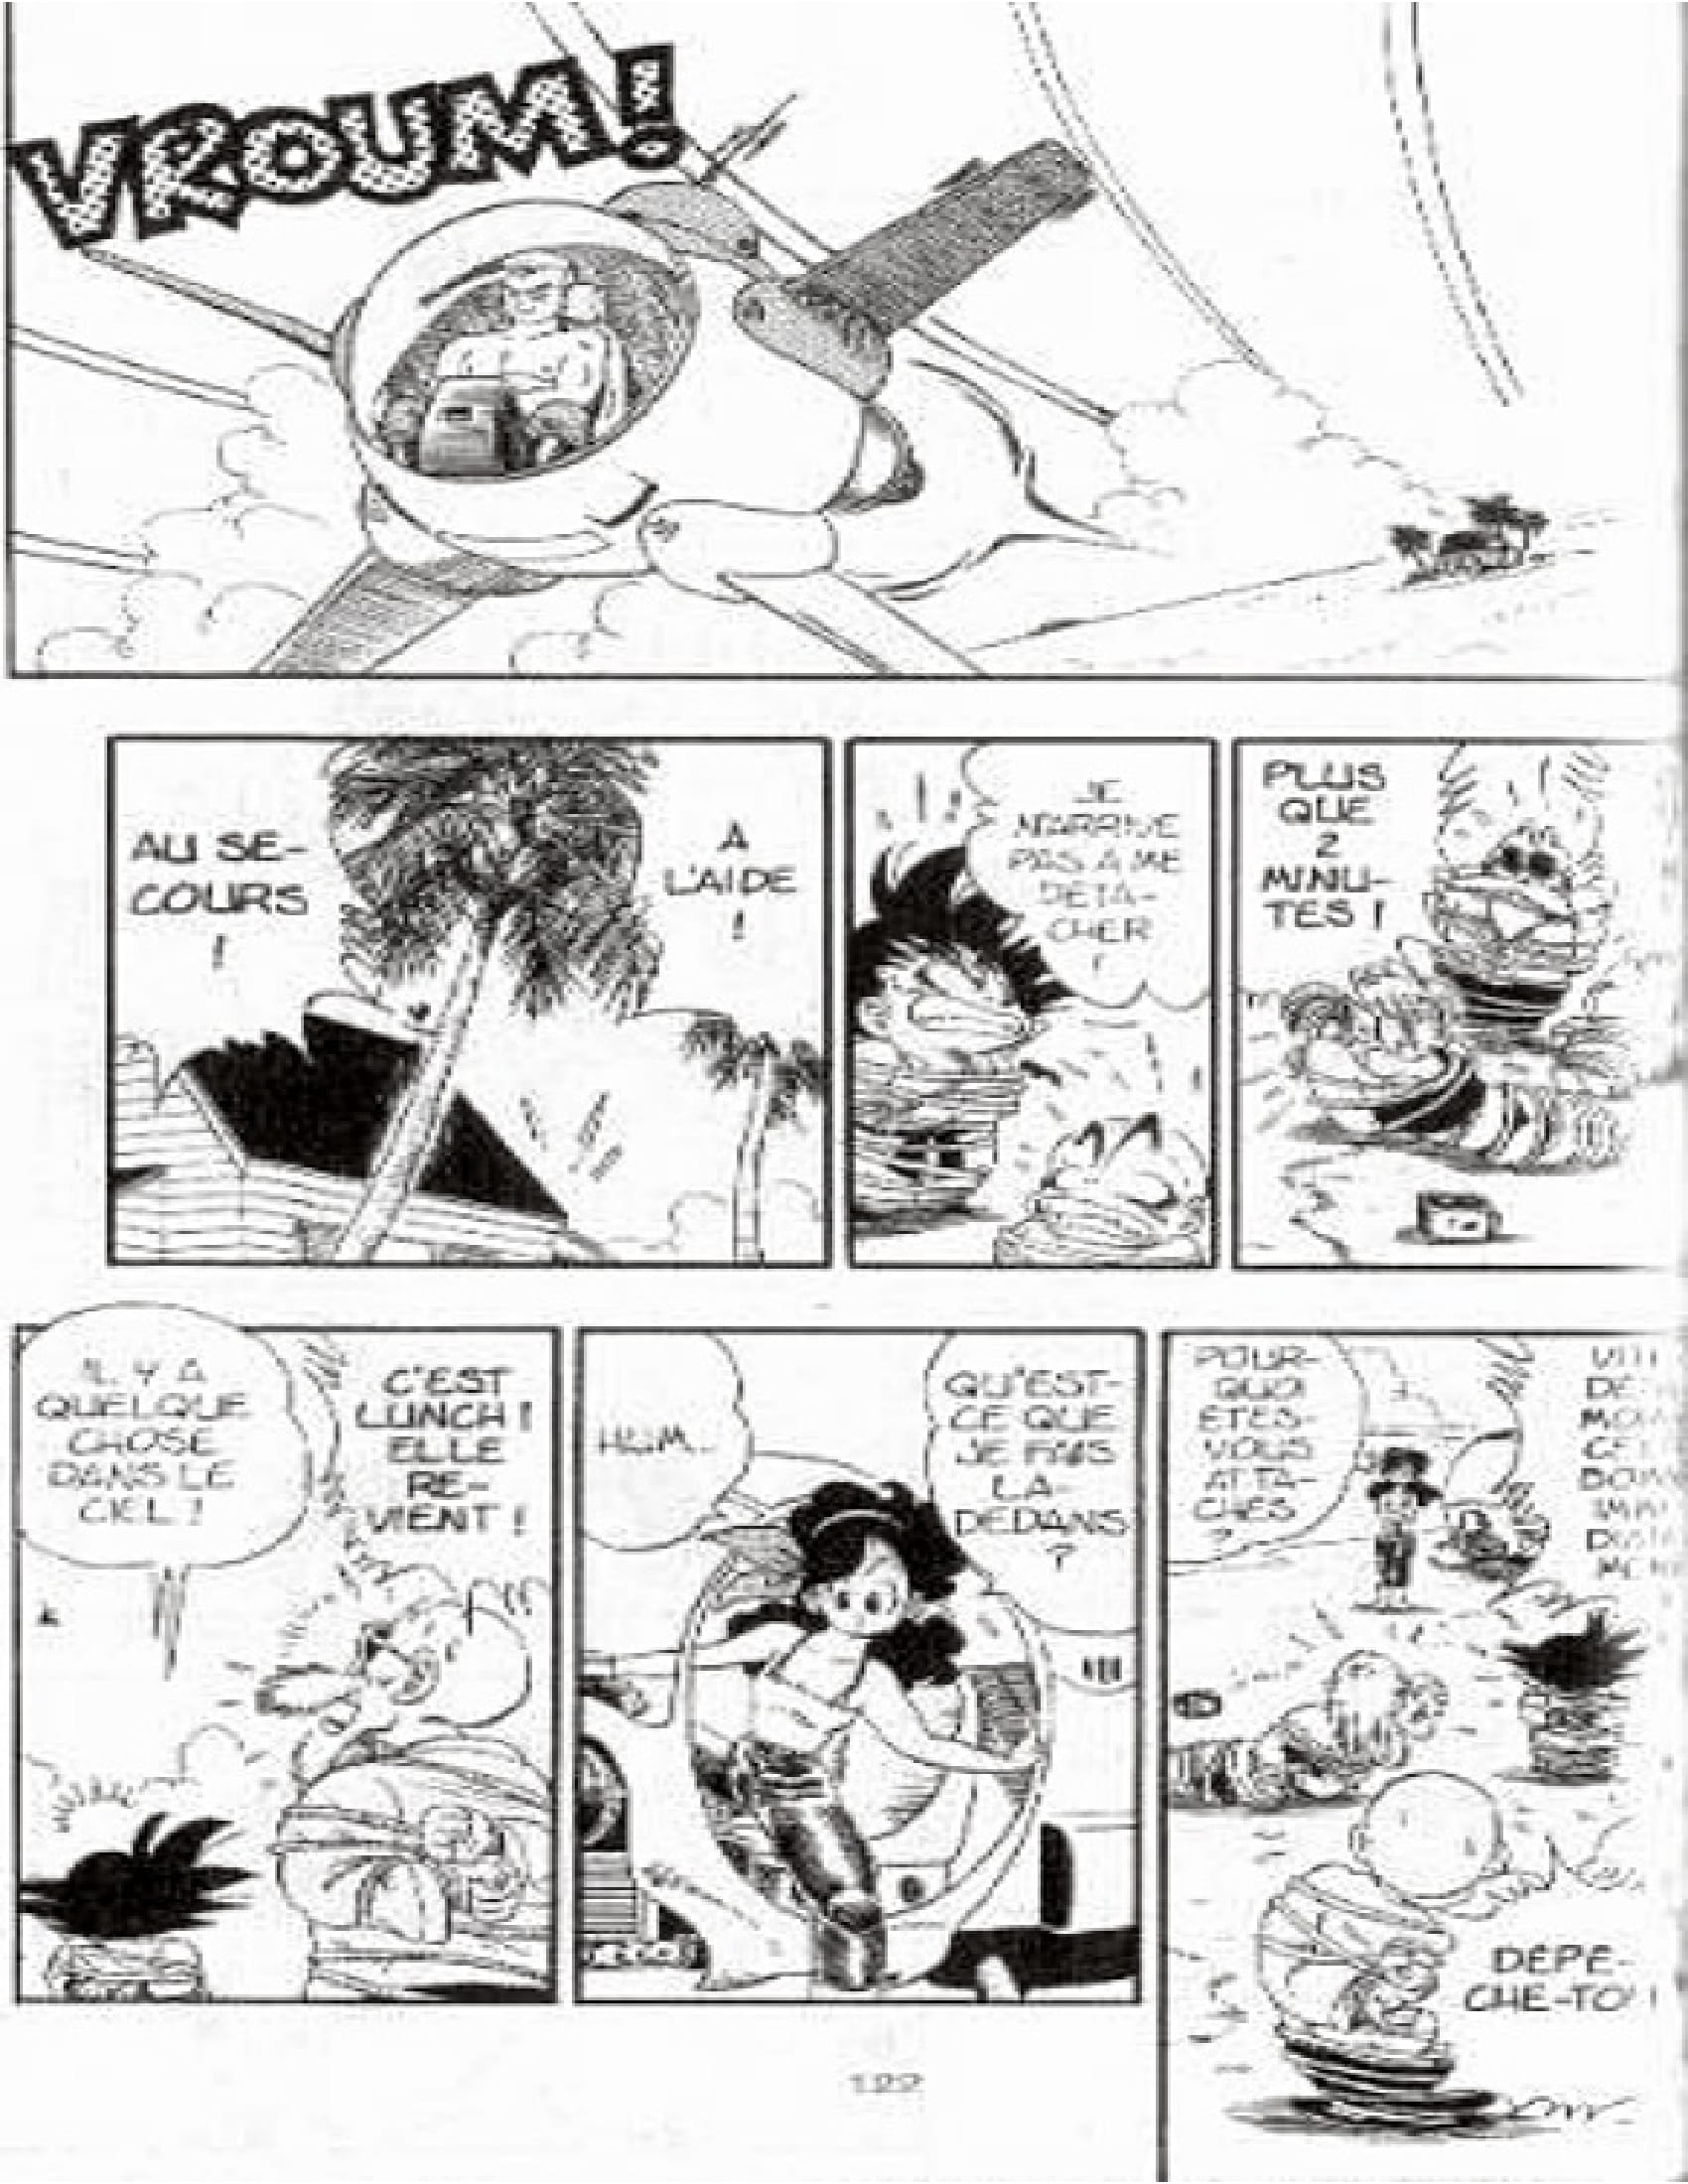 VROUM!
AU SE-
COURS
!
A
L'AIDE
!
JE
N'ARRIVE
PAS A ME
DETA-
CHER
!
PLUS
QUE
2
MINU-
TES !
IL Y A
QUELQUE
CHOSE
DANS LE
CIEL !
C'EST
LUNCH !
ELLE
RE-
VIENT !
HUM...
QU'EST-
CE QUE
JE FAIS
LA-
DEDANS
?
POUR-
QUOI
ETES-
VOUS
ATTA-
CHES
?
DEPE-
CHE-TOI !
122